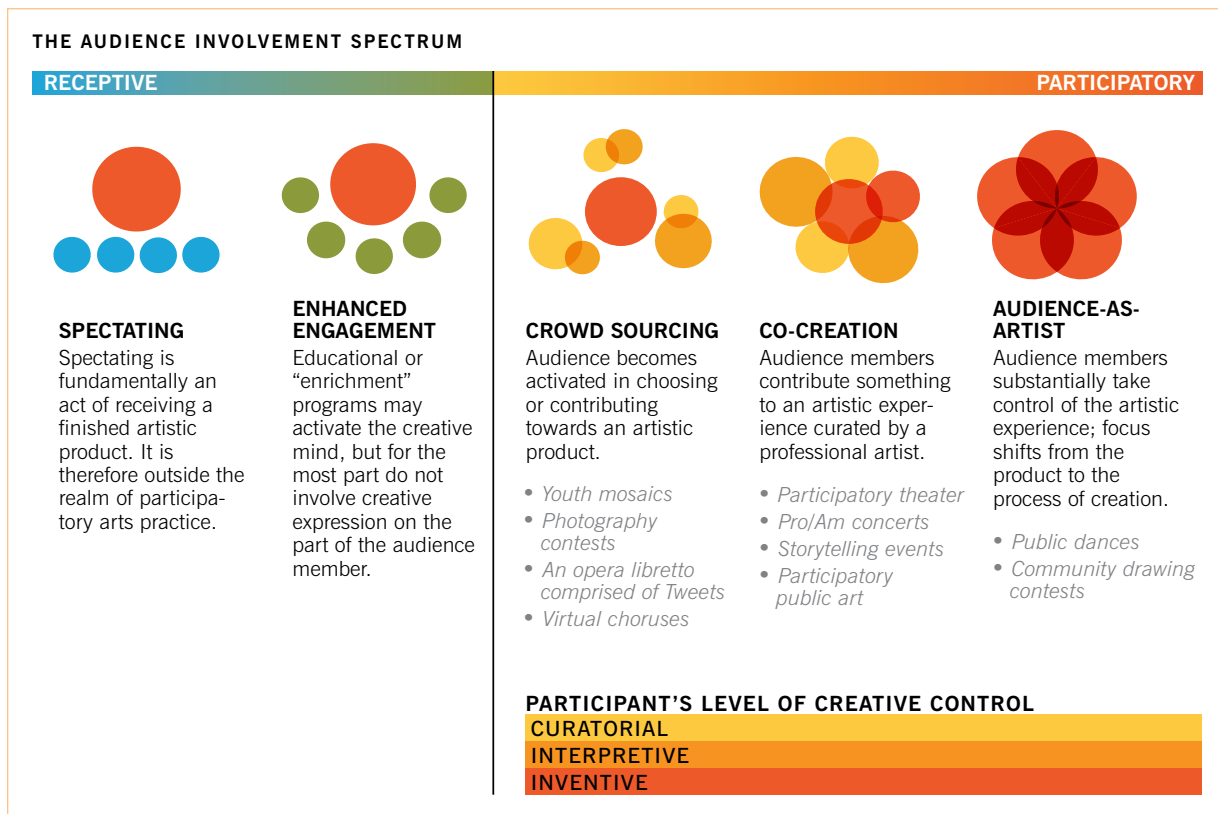 THE AUDIENCE INVOLVEMENT SPECTRUM
RECEPTIVE
PARTICIPATORY
SPECTATING
Spectating is
fundamentally an
act of receiving a
finished artistic
product. It is
therefore outside the
realm of participa-
tory arts practice.
ENHANCED
ENGAGEMENT
Educational or
“enrichment”
programs may
activate the creative
mind, but for the
most part do not
involve creative
expression on the
part of the audience
member.
CROWD SOURCING
Audience becomes
activated in choosing
or contributing
towards an artistic
product.
• Youth mosaics
• Photography
contests
• An opera libretto
comprised of Tweets
• Virtual choruses
CO-CREATION
Audience members
contribute something
to an artistic exper-
ience curated by a
professional artist.
• Participatory theater
• Pro/Am concerts
• Storytelling events
• Participatory
public art
AUDIENCE-AS-
ARTIST
Audience members
substantially take
control of the artistic
experience; focus
shifts from the
product to the
process of creation.
• Public dances
• Community drawing
contests
PARTICIPANT’S LEVEL OF CREATIVE CONTROL
CURATORIAL
INTERPRETIVE
INVENTIVE